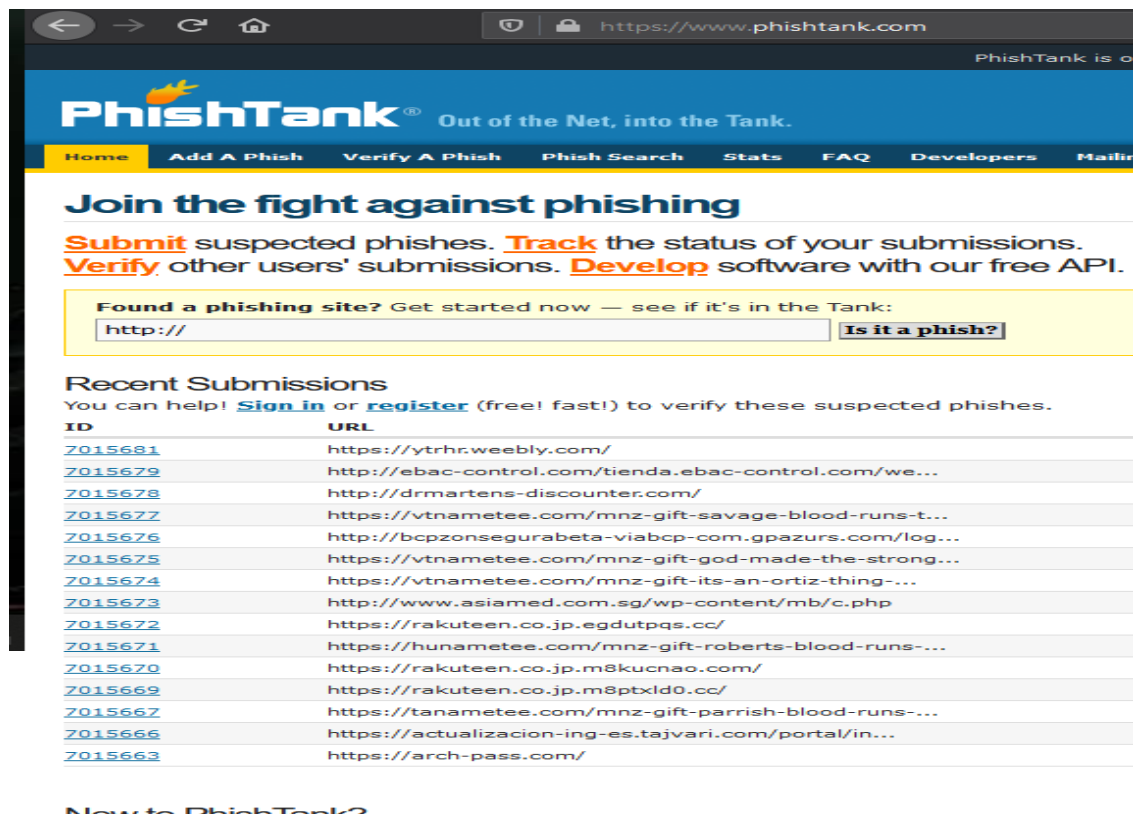 https://www.phishtank.com
PhishTank is o
PhishTank® Out of the Net, into the Tank.
Home Add A Phish Verify A Phish Phish Search Stats FAQ Developers Mailin
Join the fight against phishing
Submit suspected phishes. Track the status of your submissions.
Verify other users' submissions. Develop software with our free API.
Found a phishing site? Get started now — see if it's in the Tank:
http:// Is it a phish?
Recent Submissions
You can help! Sign in or register (free! fast!) to verify these suspected phishes.
ID URL
7015681 https://ytrhr.weebly.com/
7015679 http://ebac-control.com/tienda.ebac-control.com/we...
7015678 http://drmartens-discounter.com/
7015677 https://vtnametee.com/mnz-gift-savage-blood-runs-t...
7015676 http://bcpzonsegurabeta-viabcp-com.gpazurs.com/log...
7015675 https://vtnametee.com/mnz-gift-god-made-the-strong...
7015674 https://vtnametee.com/mnz-gift-its-an-ortiz-thing-...
7015673 http://www.asiamed.com.sg/wp-content/mb/c.php
7015672 https://rakuteen.co.jp.egdutpqs.cc/
7015671 https://hunametee.com/mnz-gift-roberts-blood-runs-...
7015670 https://rakuteen.co.jp.m8kucnao.com/
7015669 https://rakuteen.co.jp.m8ptxld0.cc/
7015667 https://tanametee.com/mnz-gift-parrish-blood-runs-...
7015666 https://actualizacion-ing-es.tajvari.com/portal/in...
7015663 https://arch-pass.com/
New to PhishTank?